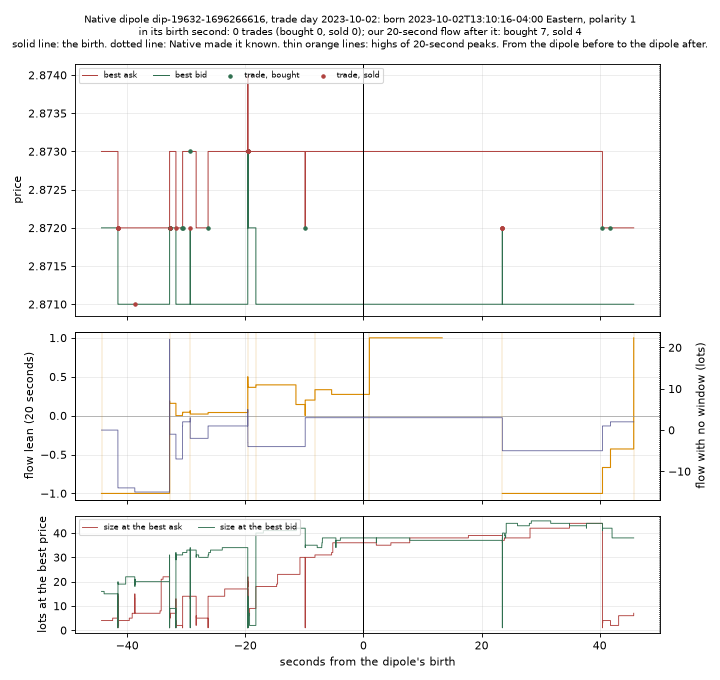 Native dipole dip-19632-1696266616, trade day 2023-10-02: born 2023-10-02T13:10:16-04:00 Eastern, polarity 1
in its birth second: 0 trades (bought 0, sold 0); our 20-second flow after it: bought 7, sold 4
solid line: the birth. dotted line: Native made it known. thin orange lines: highs of 20-second peaks. From the dipole before to the dipole after.
best ask best bid trade, bought trade, sold
2.8740
2.8735
2.8730
2.8725
2.8720
2.8715
2.8710
price
1.0
0.5
0.0
−0.5
−1.0
flow lean (20 seconds)
20
10
0
−10
flow with no window (lots)
size at the best ask size at the best bid
40
30
20
10
0
lots at the best price
−40 −20 0 20 40
seconds from the dipole's birth